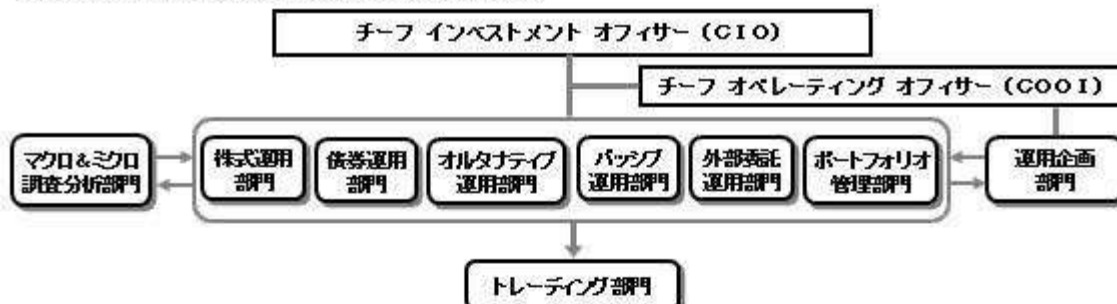 チーフ インベストメント オフィサー (CIO)
チーフ オペレーティング オフィサー (COOI)
マクロ&ミクロ
調査分析部門
株式運用
部門
債券運用
部門
オルタナティブ
運用部門
パッシブ
運用部門
外部委託
運用部門
ポートフォリオ
管理部門
運用企画
部門
トレーディング部門